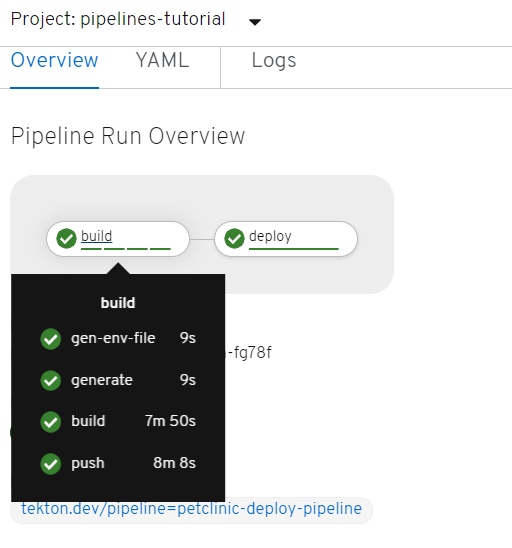 Project: pipelines-tutorial
Overview YAML Logs
Pipeline Run Overview
build deploy
build
gen-env-file 9s
generate 9s
build 7m 50s
push 8m 8s
-fg78f
tekton.dev/pipeline=petclinic-deploy-pipeline